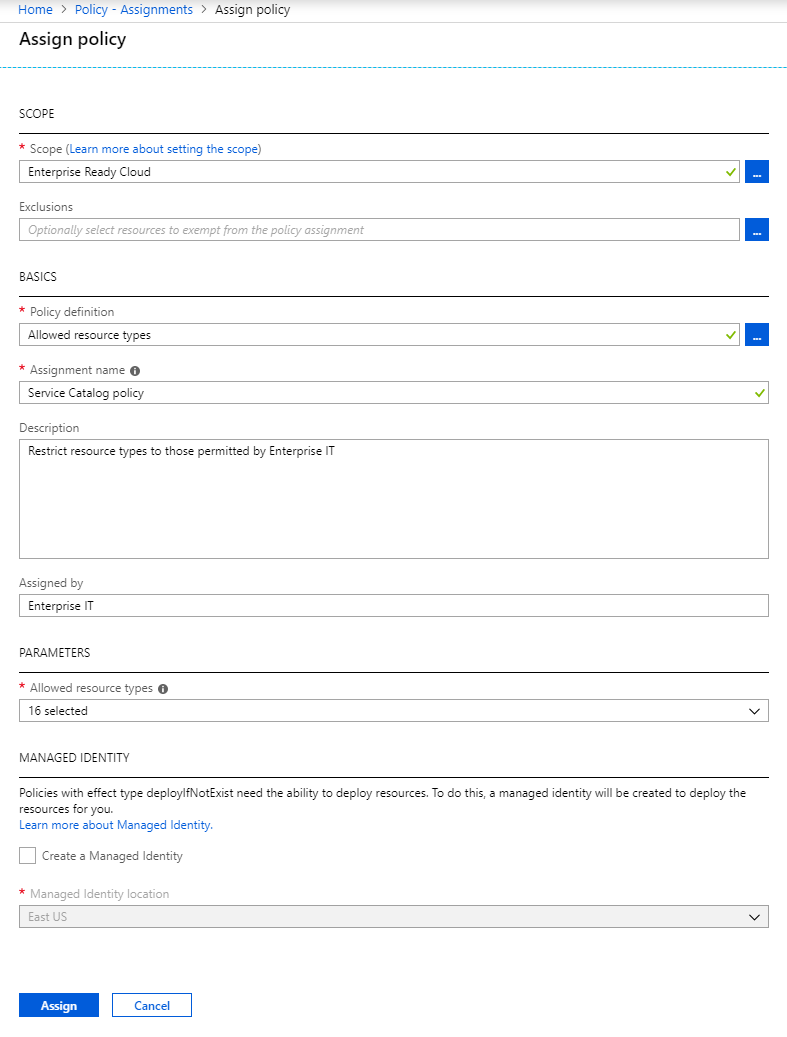 Home > Policy - Assignments > Assign policy
Assign policy
SCOPE
* Scope (Learn more about setting the scope)
Enterprise Ready Cloud
...
Exclusions
Optionally select resources to exempt from the policy assignment
...
BASICS
* Policy definition
Allowed resource types
...
* Assignment name
Service Catalog policy
Description
Restrict resource types to those permitted by Enterprise IT
Assigned by
Enterprise IT
PARAMETERS
* Allowed resource types
16 selected
MANAGED IDENTITY
Policies with effect type deployIfNotExist need the ability to deploy resources. To do this, a managed identity will be created to deploy the
resources for you.
Learn more about Managed Identity.
Create a Managed Identity
* Managed Identity location
East US
Assign Cancel